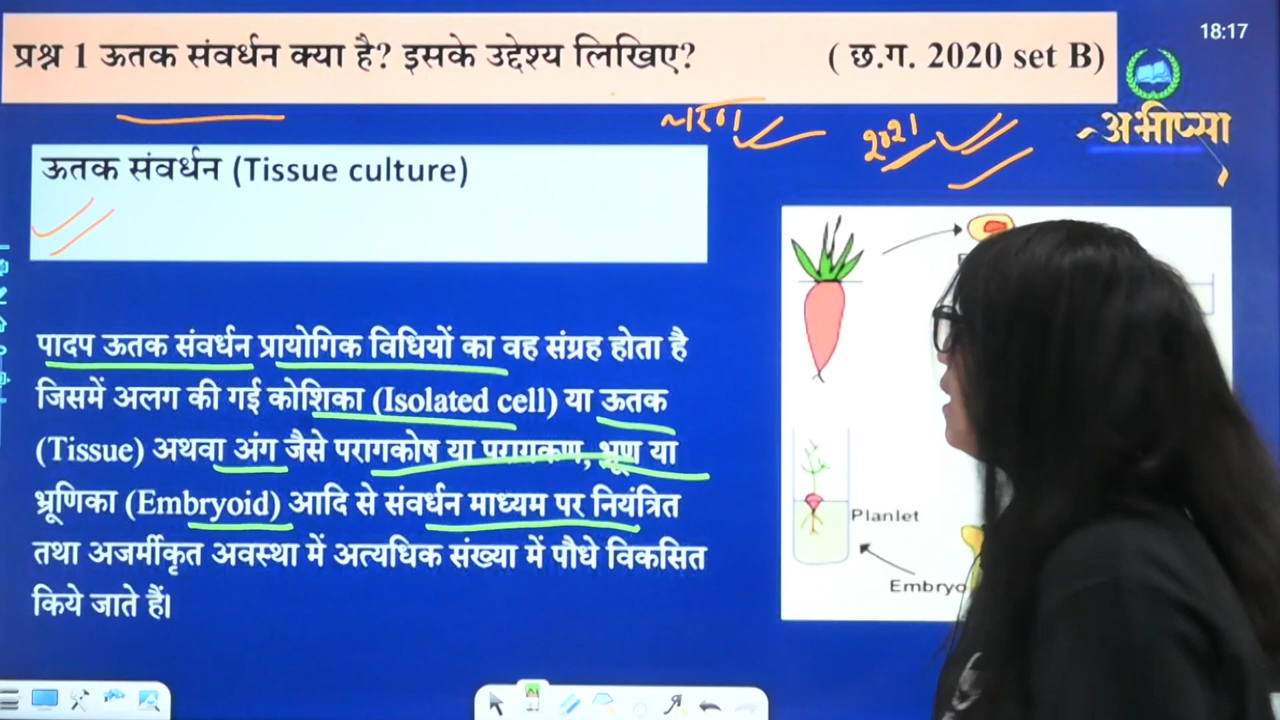 18:17
प्रश्न 1 ऊतक संवर्धन क्या है? इसके उद्देश्य लिखिए? ( छ.ग. 2020 set B)
2021
अभीप्सा
ऊतक संवर्धन (Tissue culture)
पादप ऊतक संवर्धन प्रायोगिक विधियों का वह संग्रह होता है
जिसमें अलग की गई कोशिका (Isolated cell) या ऊतक
(Tissue) अथवा अंग जैसे परागकोष या परागकण, भ्रूण या
भ्रूणिका (Embryoid) आदि से संवर्धन माध्यम पर नियंत्रित
तथा अजर्मीकृत अवस्था में अत्यधिक संख्या में पौधे विकसित
किये जाते हैं।
Planlet
Embryo